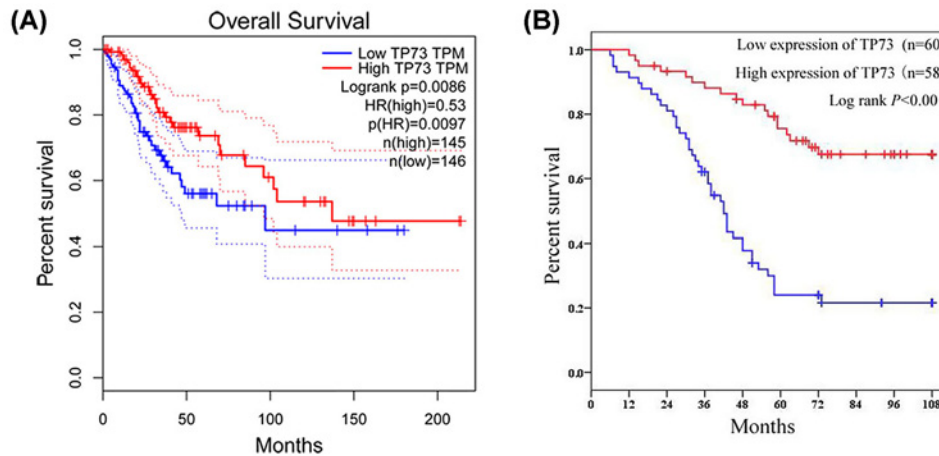 (A)
Overall Survival
Percent survival
1.0
0.8
0.6
0.4
0.2
0.0
Low TP73 TPM
High TP73 TPM
Logrank p=0.0086
HR(high)=0.53
p(HR)=0.0097
n(high)=145
n(low)=146
0 50 100 150 200
Months
(B)
Percent survival
1.0
0.8
0.6
0.4
0.2
0.0
Low expression of TP73 (n=60
High expression of TP73 (n=58
Log rank P<0.00
0 12 24 36 48 60 72 84 96 108
Months